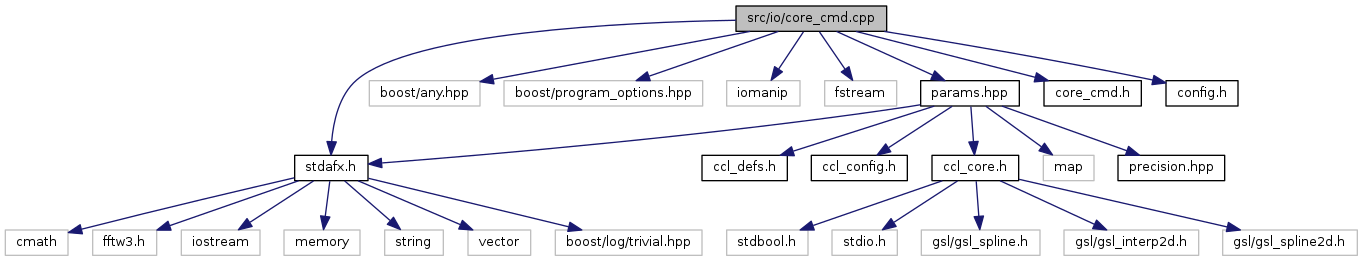 src/io/core_cmd.cpp
boost/any.hpp
boost/program_options.hpp
iomanip
fstream
params.hpp
core_cmd.h
config.h
stdafx.h
ccl_defs.h
ccl_config.h
ccl_core.h
map
precision.hpp
cmath
fftw3.h
iostream
memory
string
vector
boost/log/trivial.hpp
stdbool.h
stdio.h
gsl/gsl_spline.h
gsl/gsl_interp2d.h
gsl/gsl_spline2d.h